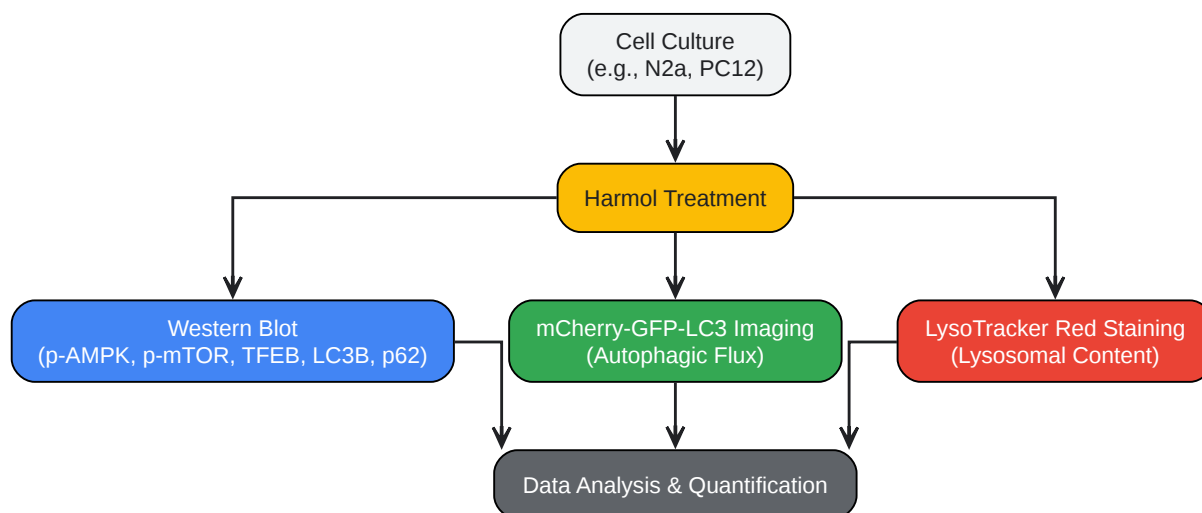 Cell Culture
(e.g., N2a, PC12)
Harmol Treatment
Western Blot
(p-AMPK, p-mTOR, TFEB, LC3B, p62)
mCherry-GFP-LC3 Imaging
(Autophagic Flux)
LysoTracker Red Staining
(Lysosomal Content)
Data Analysis & Quantification